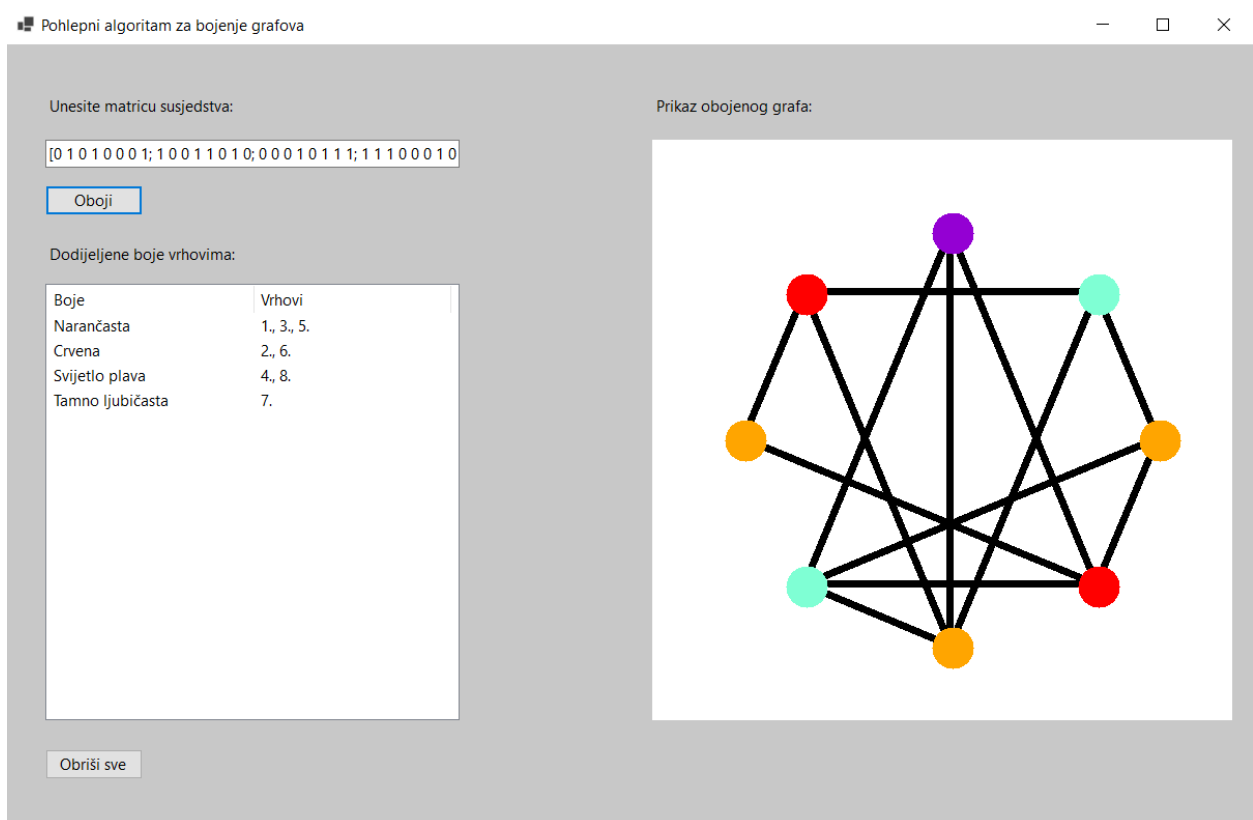 Pohlepni algoritam za bojenje grafova
Unesite matricu susjedstva:
[0 1 0 1 0 0 0 1; 1 0 0 1 1 0 1 0; 0 0 0 1 0 1 1 1; 1 1 1 0 0 0 1 0
Oboji
Dodijeljene boje vrhovima:
Boje Vrhovi
Narančasta 1., 3., 5.
Crvena 2., 6.
Svijetlo plava 4., 8.
Tamno ljubičasta 7.
Obriši sve
Prikaz obojenog grafa: